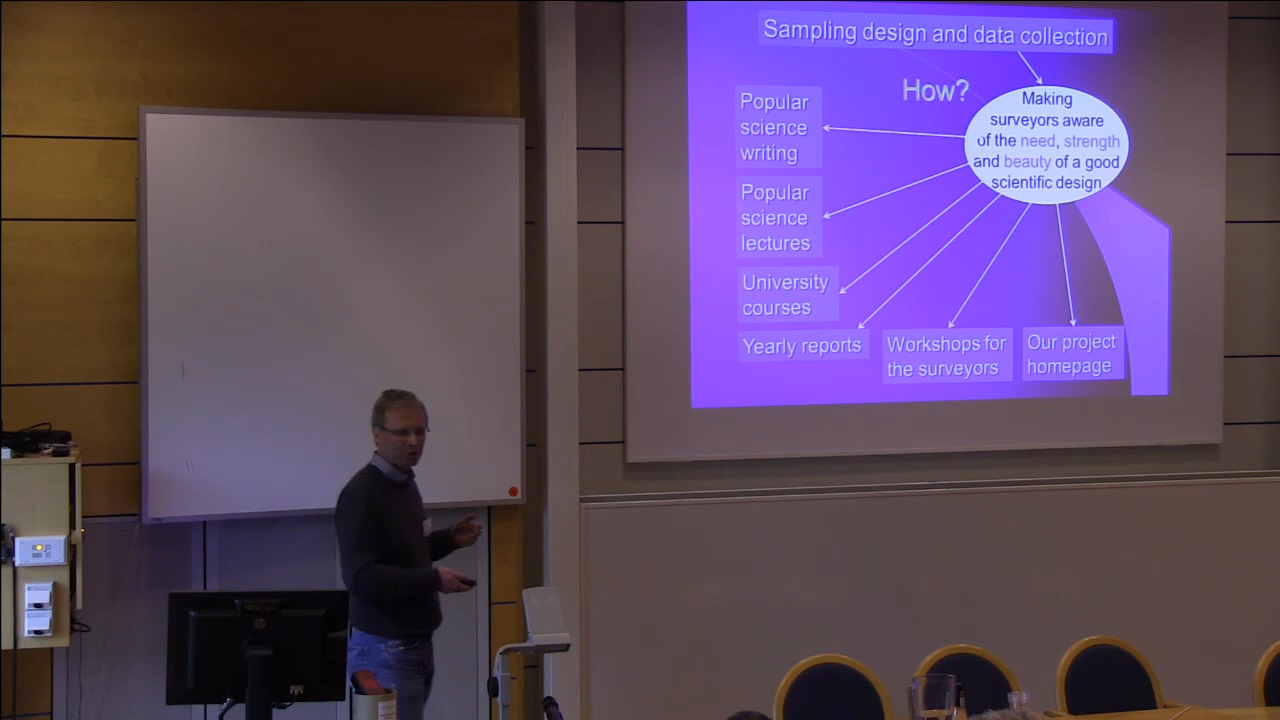 Sampling design and data collection
How?
Making
surveyors aware
of the need, strength
and beauty of a good
scientific design
Popular
science
writing
Popular
science
lectures
University
courses
Yearly reports
Workshops for
the surveyors
Our project
homepage
hp